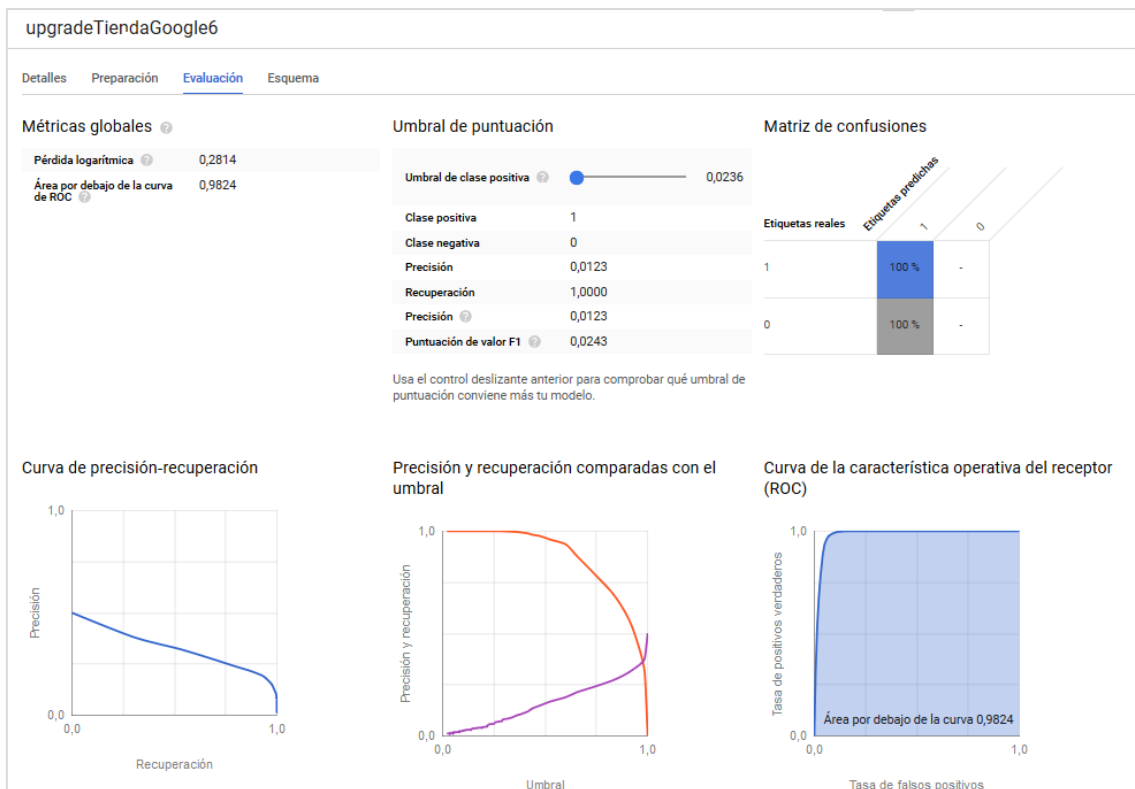 upgradeTiendaGoogle6
Detalles Preparación Evaluación Esquema
Métricas globales
Pérdida logarítmica 0,2814
Área por debajo de la curva 0,9824
de ROC
Umbral de puntuación
Umbral de clase positiva 0,0236
Clase positiva 1
Clase negativa 0
Precisión 0,0123
Recuperación 1,0000
Precisión 0,0123
Puntuación de valor F1 0,0243
Usa el control deslizante anterior para comprobar qué umbral de
puntuación conviene más tu modelo.
Matriz de confusiones
Etiquetas reales Etiquetas predichas 1 0
1 100 % -
0 100 % -
Curva de precisión-recuperación
1,0
Precisión
0,0
0,0 1,0
Recuperación
Precisión y recuperación comparadas con el
umbral
1,0
Precisión y recuperación
0,0
0,0 1,0
Umbral
Curva de la característica operativa del receptor
(ROC)
1,0
Tasa de positivos verdaderos
Área por debajo de la curva 0,9824
0,0
0,0 1,0
Tasa de falsos positivos